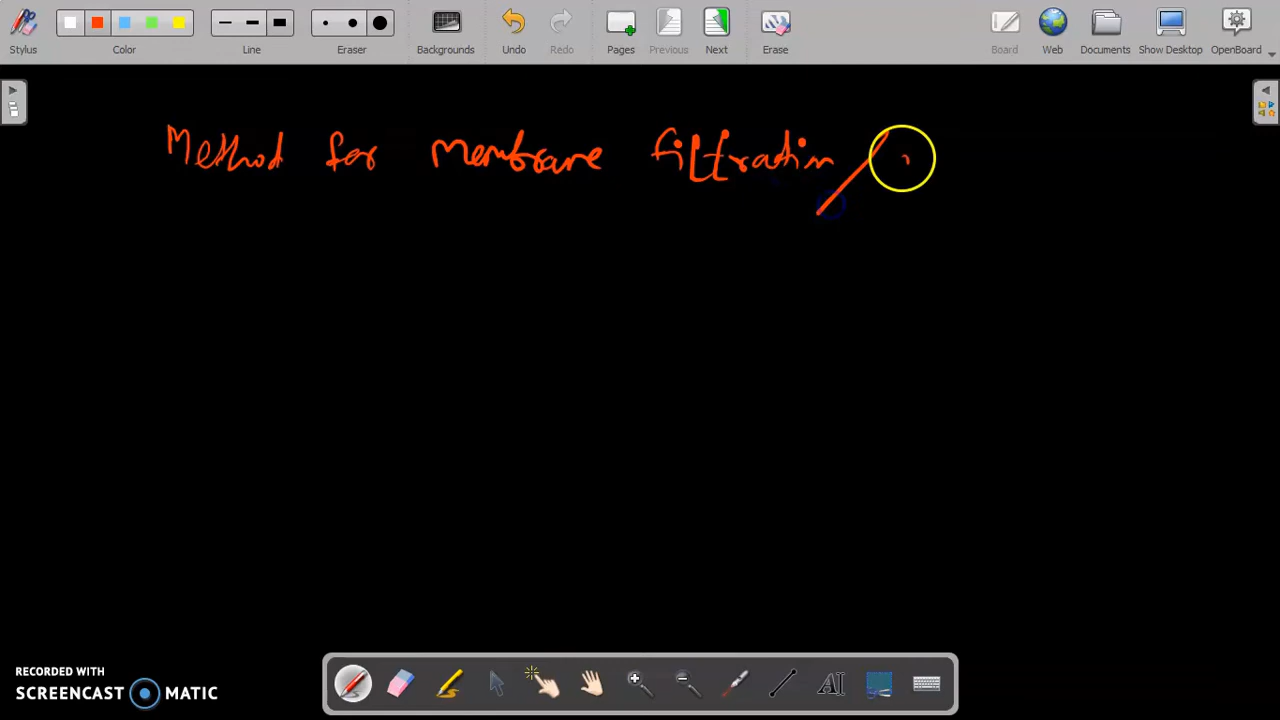 Stylus Color Line Eraser Backgrounds Undo Redo Pages Previous Next Erase Board Web Documents Show Desktop OpenBoard
Method for Membrane filtration /
RECORDED WITH
SCREENCAST MATIC